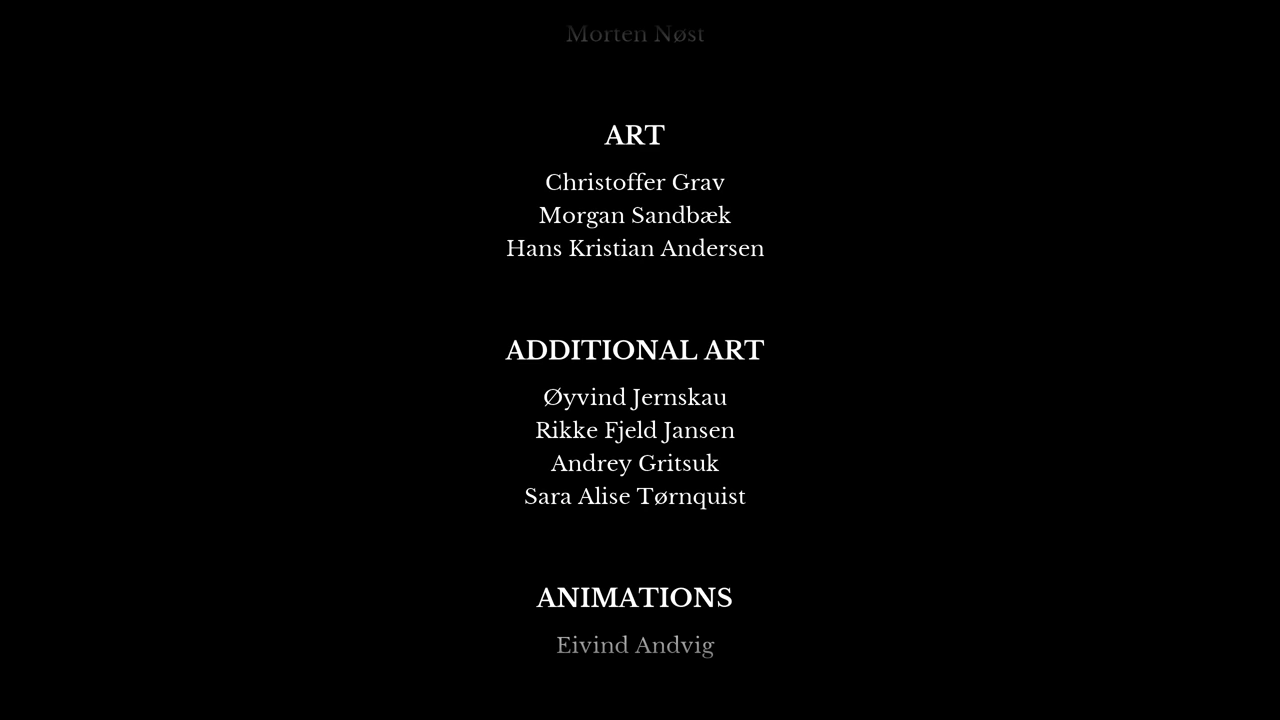 Morten Nøst
ART
Christoffer Grav
Morgan Sandbæk
Hans Kristian Andersen
ADDITIONAL ART
Øyvind Jernskau
Rikke Fjeld Jansen
Andrey Gritsuk
Sara Alise Tørnquist
ANIMATIONS
Eivind Andvig